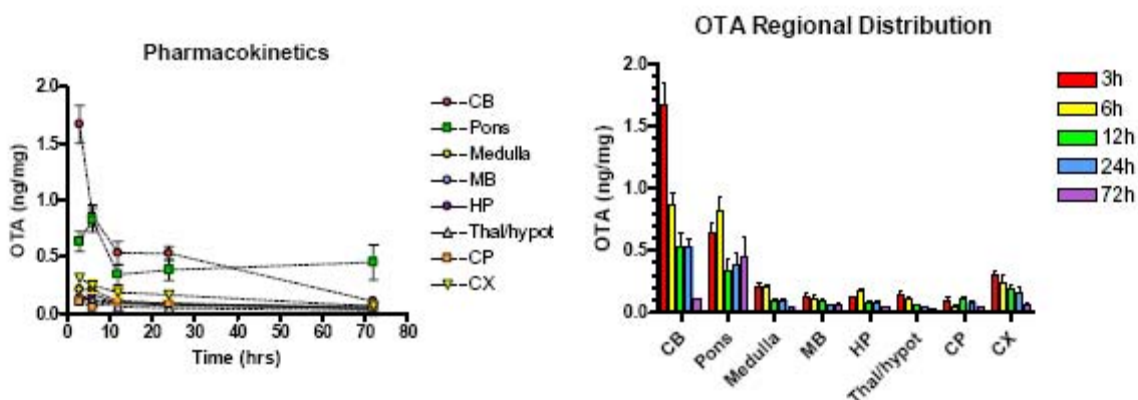 Pharmacokinetics
OTA (ng/mg)
2.0
1.5
1.0
0.5
0.0
0 10 20 30 40 50 60 70 80
Time (hrs)
CB
Pons
Medulla
MB
HP
Thal/hypot
CP
CX
OTA Regional Distribution
OTA (ng/mg)
2.0
1.5
1.0
0.5
0.0
CB Pons Medulla MB HP Thal/hypot CP CX
3h
6h
12h
24h
72h